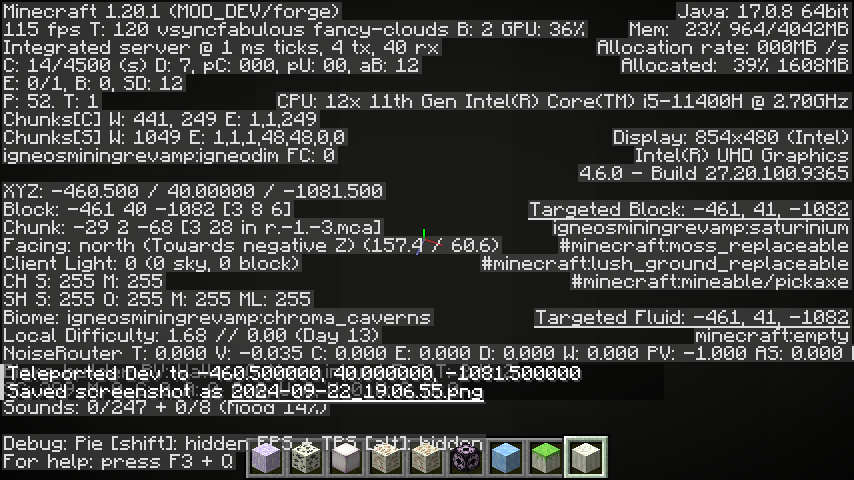 Minecraft 1.20.1 (MOD_DEV/forge)
115 fps T: 120 vsyncfabulous fancy-clouds B: 2 GPU: 36%
Integrated server @ 1 ms ticks, 4 tx, 40 rx
C: 14/4500 (s) D: 7, pC: 000, pU: 00, aB: 12
E: 0/1, B: 0, SD: 12
P: 52. T: 1
Chunks[C] W: 441, 249 E: 1,1,249
Chunks[S] W: 1049 E: 1,1,1,48,48,0,0
igneosminingrevamp:igneodim FC: 0
XYZ: -460.500 / 40.00000 / -1081.500
Block: -461 40 -1082 [3 8 6]
Chunk: -29 2 -68 [3 28 in r.-1.-3.mca]
Facing: north (Towards negative Z) (157.4 / 60.6)
Client Light: 0 (0 sky, 0 block)
CH S: 255 M: 255
SH S: 255 O: 255 M: 255 ML: 255
Biome: igneosminingrevamp:chroma_caverns
Local Difficulty: 1.68 // 0.00 (Day 13)
NoiseRouter T: 0.000 V: -0.035 C: 0.000 E: 0.000 D: 0.000 W: 0.000 PV: -1.000 AS: 0.000
Teleported Dev to -460.500000, 40.000000, -1081.500000
Saved screenshot as 2024-09-22_19.06.55.png
Sounds: 0/247 + 0/8 (Mood 14%)
Debug: Pie [shift]: hidden FPS + TPS [alt]: hidden
For help: press F3 + Q
Java: 17.0.8 64bit
Mem: 23% 964/4042MB
Allocation rate: 000MB /s
Allocated: 39% 1608MB
CPU: 12x 11th Gen Intel(R) Core(TM) i5-11400H @ 2.70GHz
Display: 854x480 (Intel)
Intel(R) UHD Graphics
4.6.0 - Build 27.20.100.9365
Targeted Block: -461, 41, -1082
igneosminingrevamp:saturinium
#minecraft:moss_replaceable
#minecraft:lush_ground_replaceable
#minecraft:mineable/pickaxe
Targeted Fluid: -461, 41, -1082
minecraft:empty